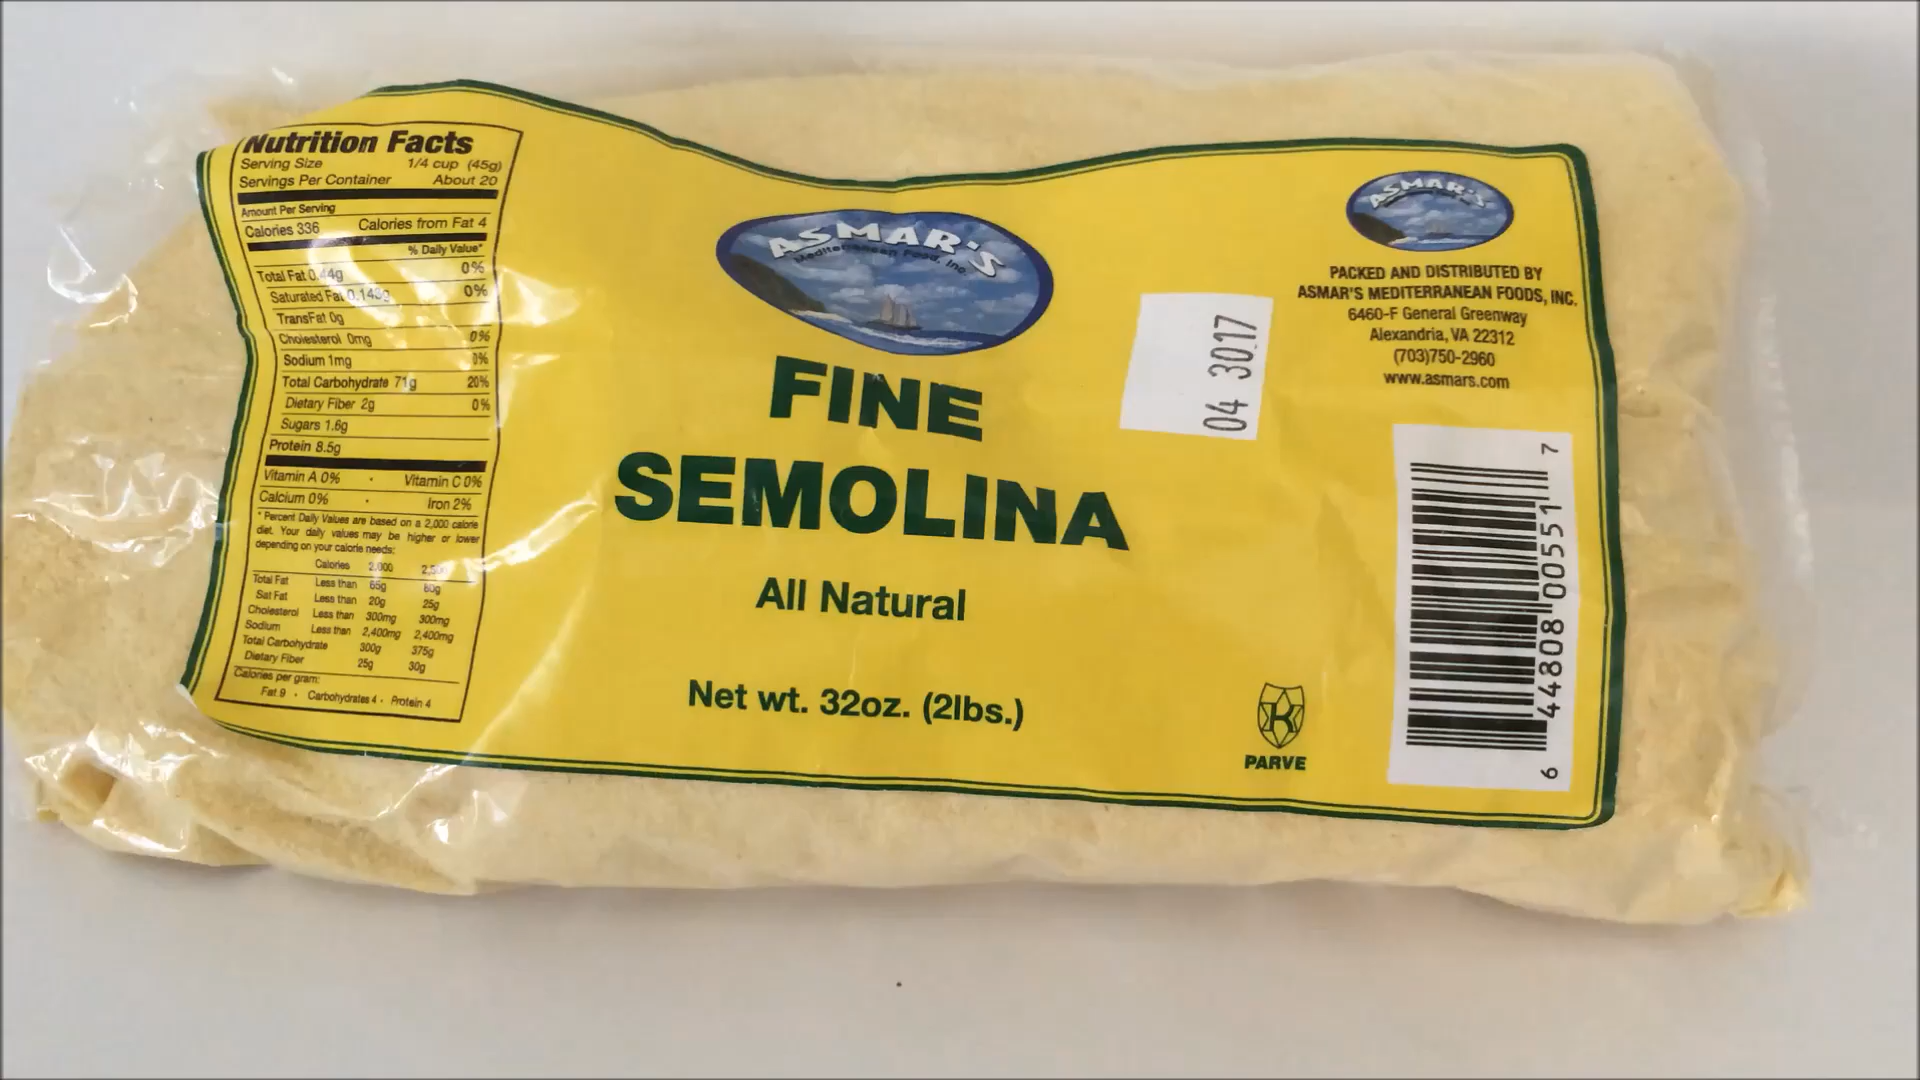 Nutrition Facts
Serving Size 1/4 cup (45g)
Servings Per Container About 20
Amount Per Serving
Calories 336 Calories from Fat 4
% Daily Value*
Total Fat 0.44g 0%
Saturated Fat 0.143g 0%
TransFat 0g
Cholesterol 0mg 0%
Sodium 1mg 0%
Total Carbohydrate 71g 20%
Dietary Fiber 2g 0%
Sugars 1.6g
Protein 8.5g
Vitamin A 0% · Vitamin C 0%
Calcium 0% · Iron 2%
* Percent Daily Values are based on a 2,000 calorie
diet. Your daily values may be higher or lower
depending on your calorie needs:
Calories 2,000
Total Fat Less than 65g 80g
Sat Fat Less than 20g 25g
Cholesterol Less than 300mg 300mg
Sodium Less than 2,400mg 2,400mg
Total Carbohydrate 300g 375g
Dietary Fiber 25g 30g
Calories per gram:
Fat 9 · Carbohydrates 4 · Protein 4
ASMAR'S
Mediterranean Food, Inc.
FINE
SEMOLINA
All Natural
Net wt. 32oz. (2lbs.)
04 3017
ASMAR'S
PACKED AND DISTRIBUTED BY
ASMAR'S MEDITERRANEAN FOODS, INC.
6460-F General Greenway
Alexandria, VA 22312
(703)750-2960
www.asmars.com
K
PARVE
6 44808 00551 7